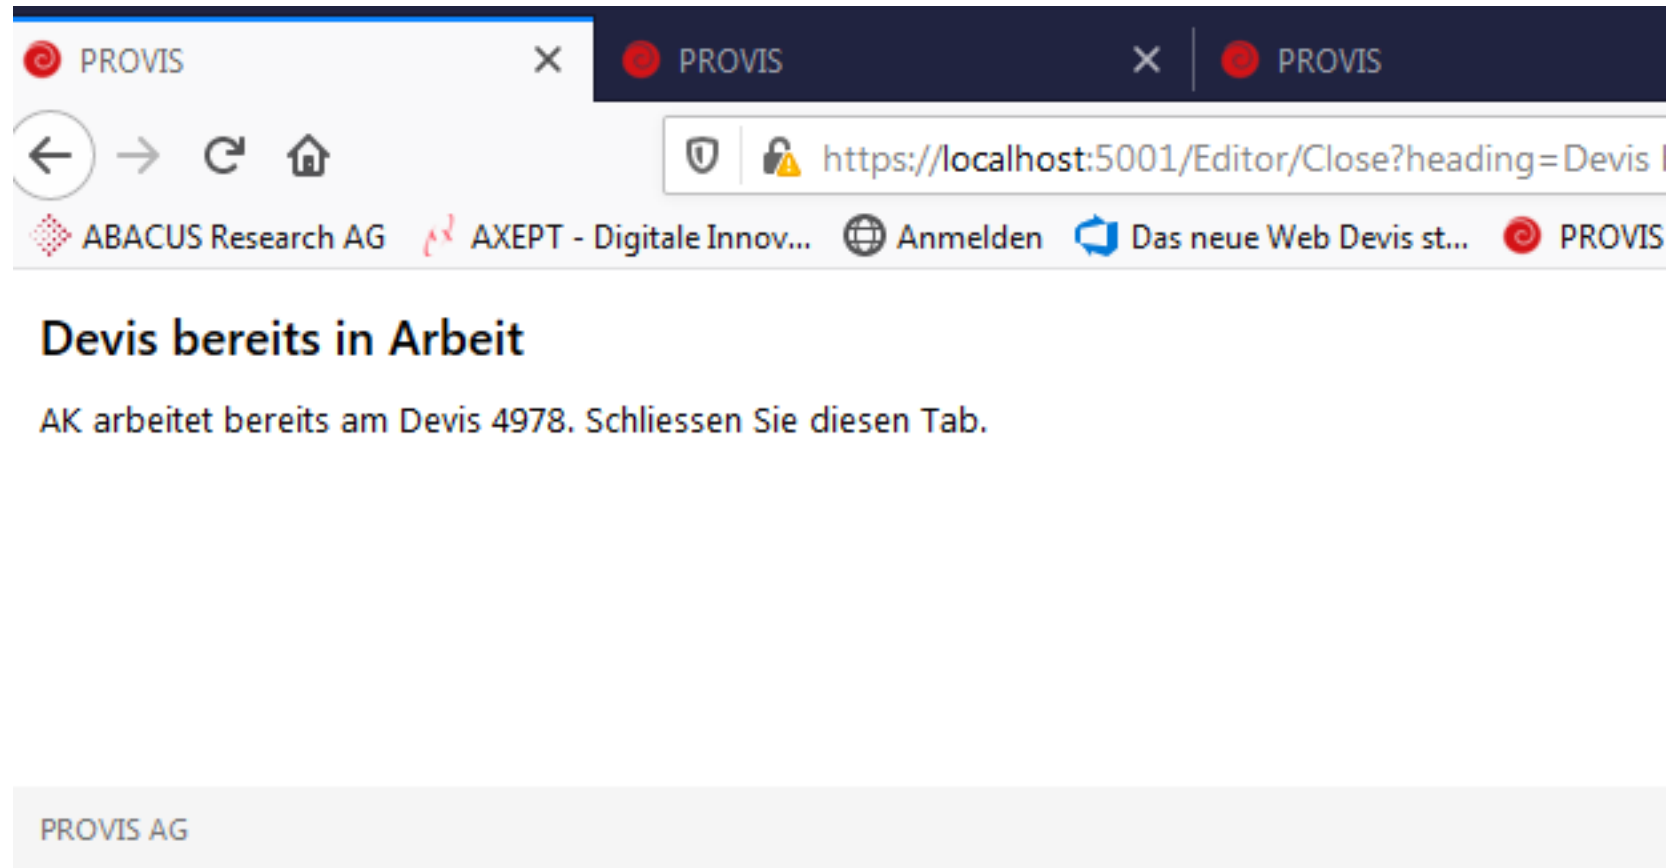 PROVIS PROVIS PROVIS
https://localhost:5001/Editor/Close?heading=Devis
ABACUS Research AG AXEPT - Digitale Innov... Anmelden Das neue Web Devis st... PROVIS
Devis bereits in Arbeit
AK arbeitet bereits am Devis 4978. Schliessen Sie diesen Tab.
PROVIS AG